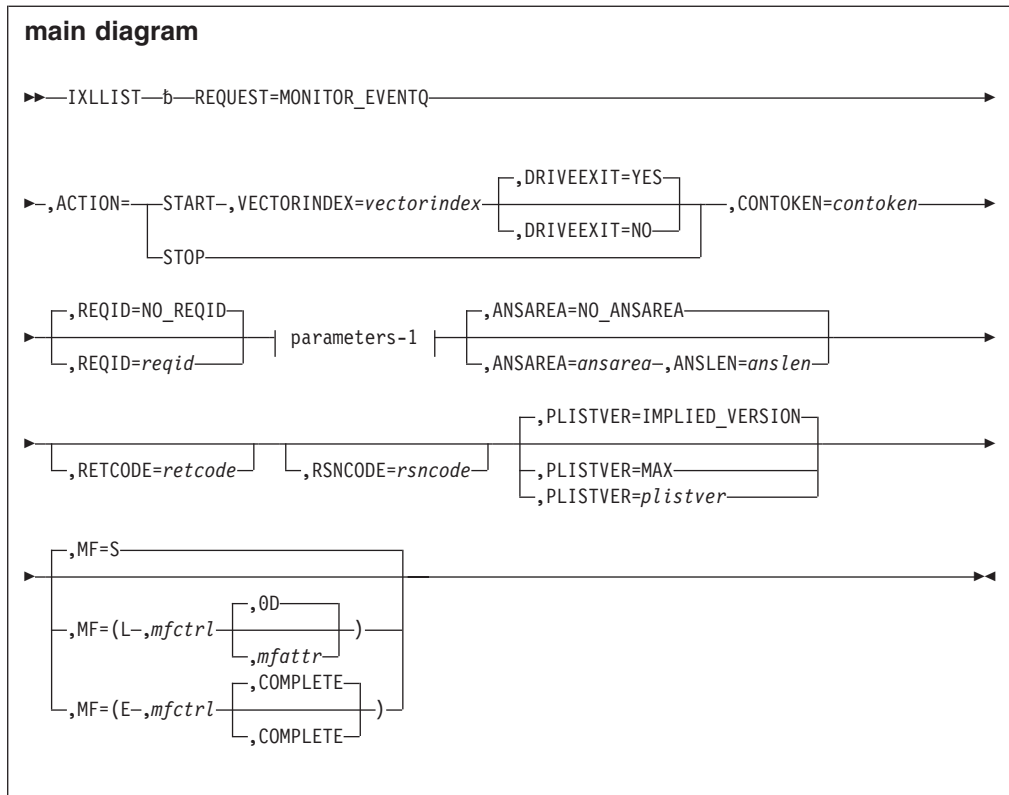 main diagram
IXLLIST ƀ REQUEST=MONITOR_EVENTQ
,DRIVEEXIT=YES
,ACTION= START ,VECTORINDEX=vectorindex ,CONTOKEN=contoken
,DRIVEEXIT=NO
STOP
,REQID=NO_REQID ,ANSAREA=NO_ANSAREA
parameters-1
,REQID=reqid ,ANSAREA=ansarea ,ANSLEN=anslen
,PLISTVER=IMPLIED_VERSION
,RETCODE=retcode ,RSNCODE=rsncode ,PLISTVER=MAX
,PLISTVER=plistver
,MF=S
,0D
,MF=(L ,mfctrl )
,mfattr
,COMPLETE
,MF=(E ,mfctrl )
,COMPLETE